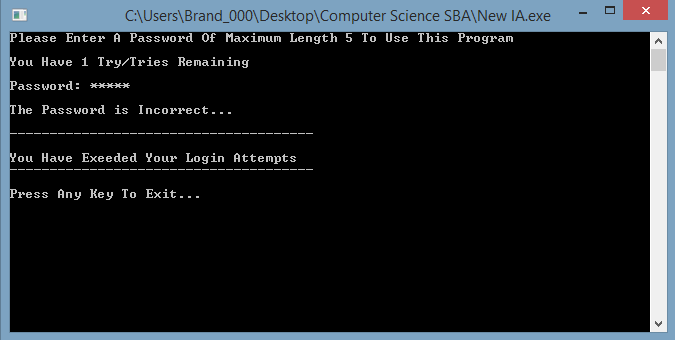 C:\Users\Brand_000\Desktop\Computer Science SBA\New IA.exe
Please Enter A Password Of Maximum Length 5 To Use This Program
You Have 1 Try/Tries Remaining
Password: *****
The Password is Incorrect...
--------------------------------------
You Have Exeeded Your Login Attempts
--------------------------------------
Press Any Key To Exit...